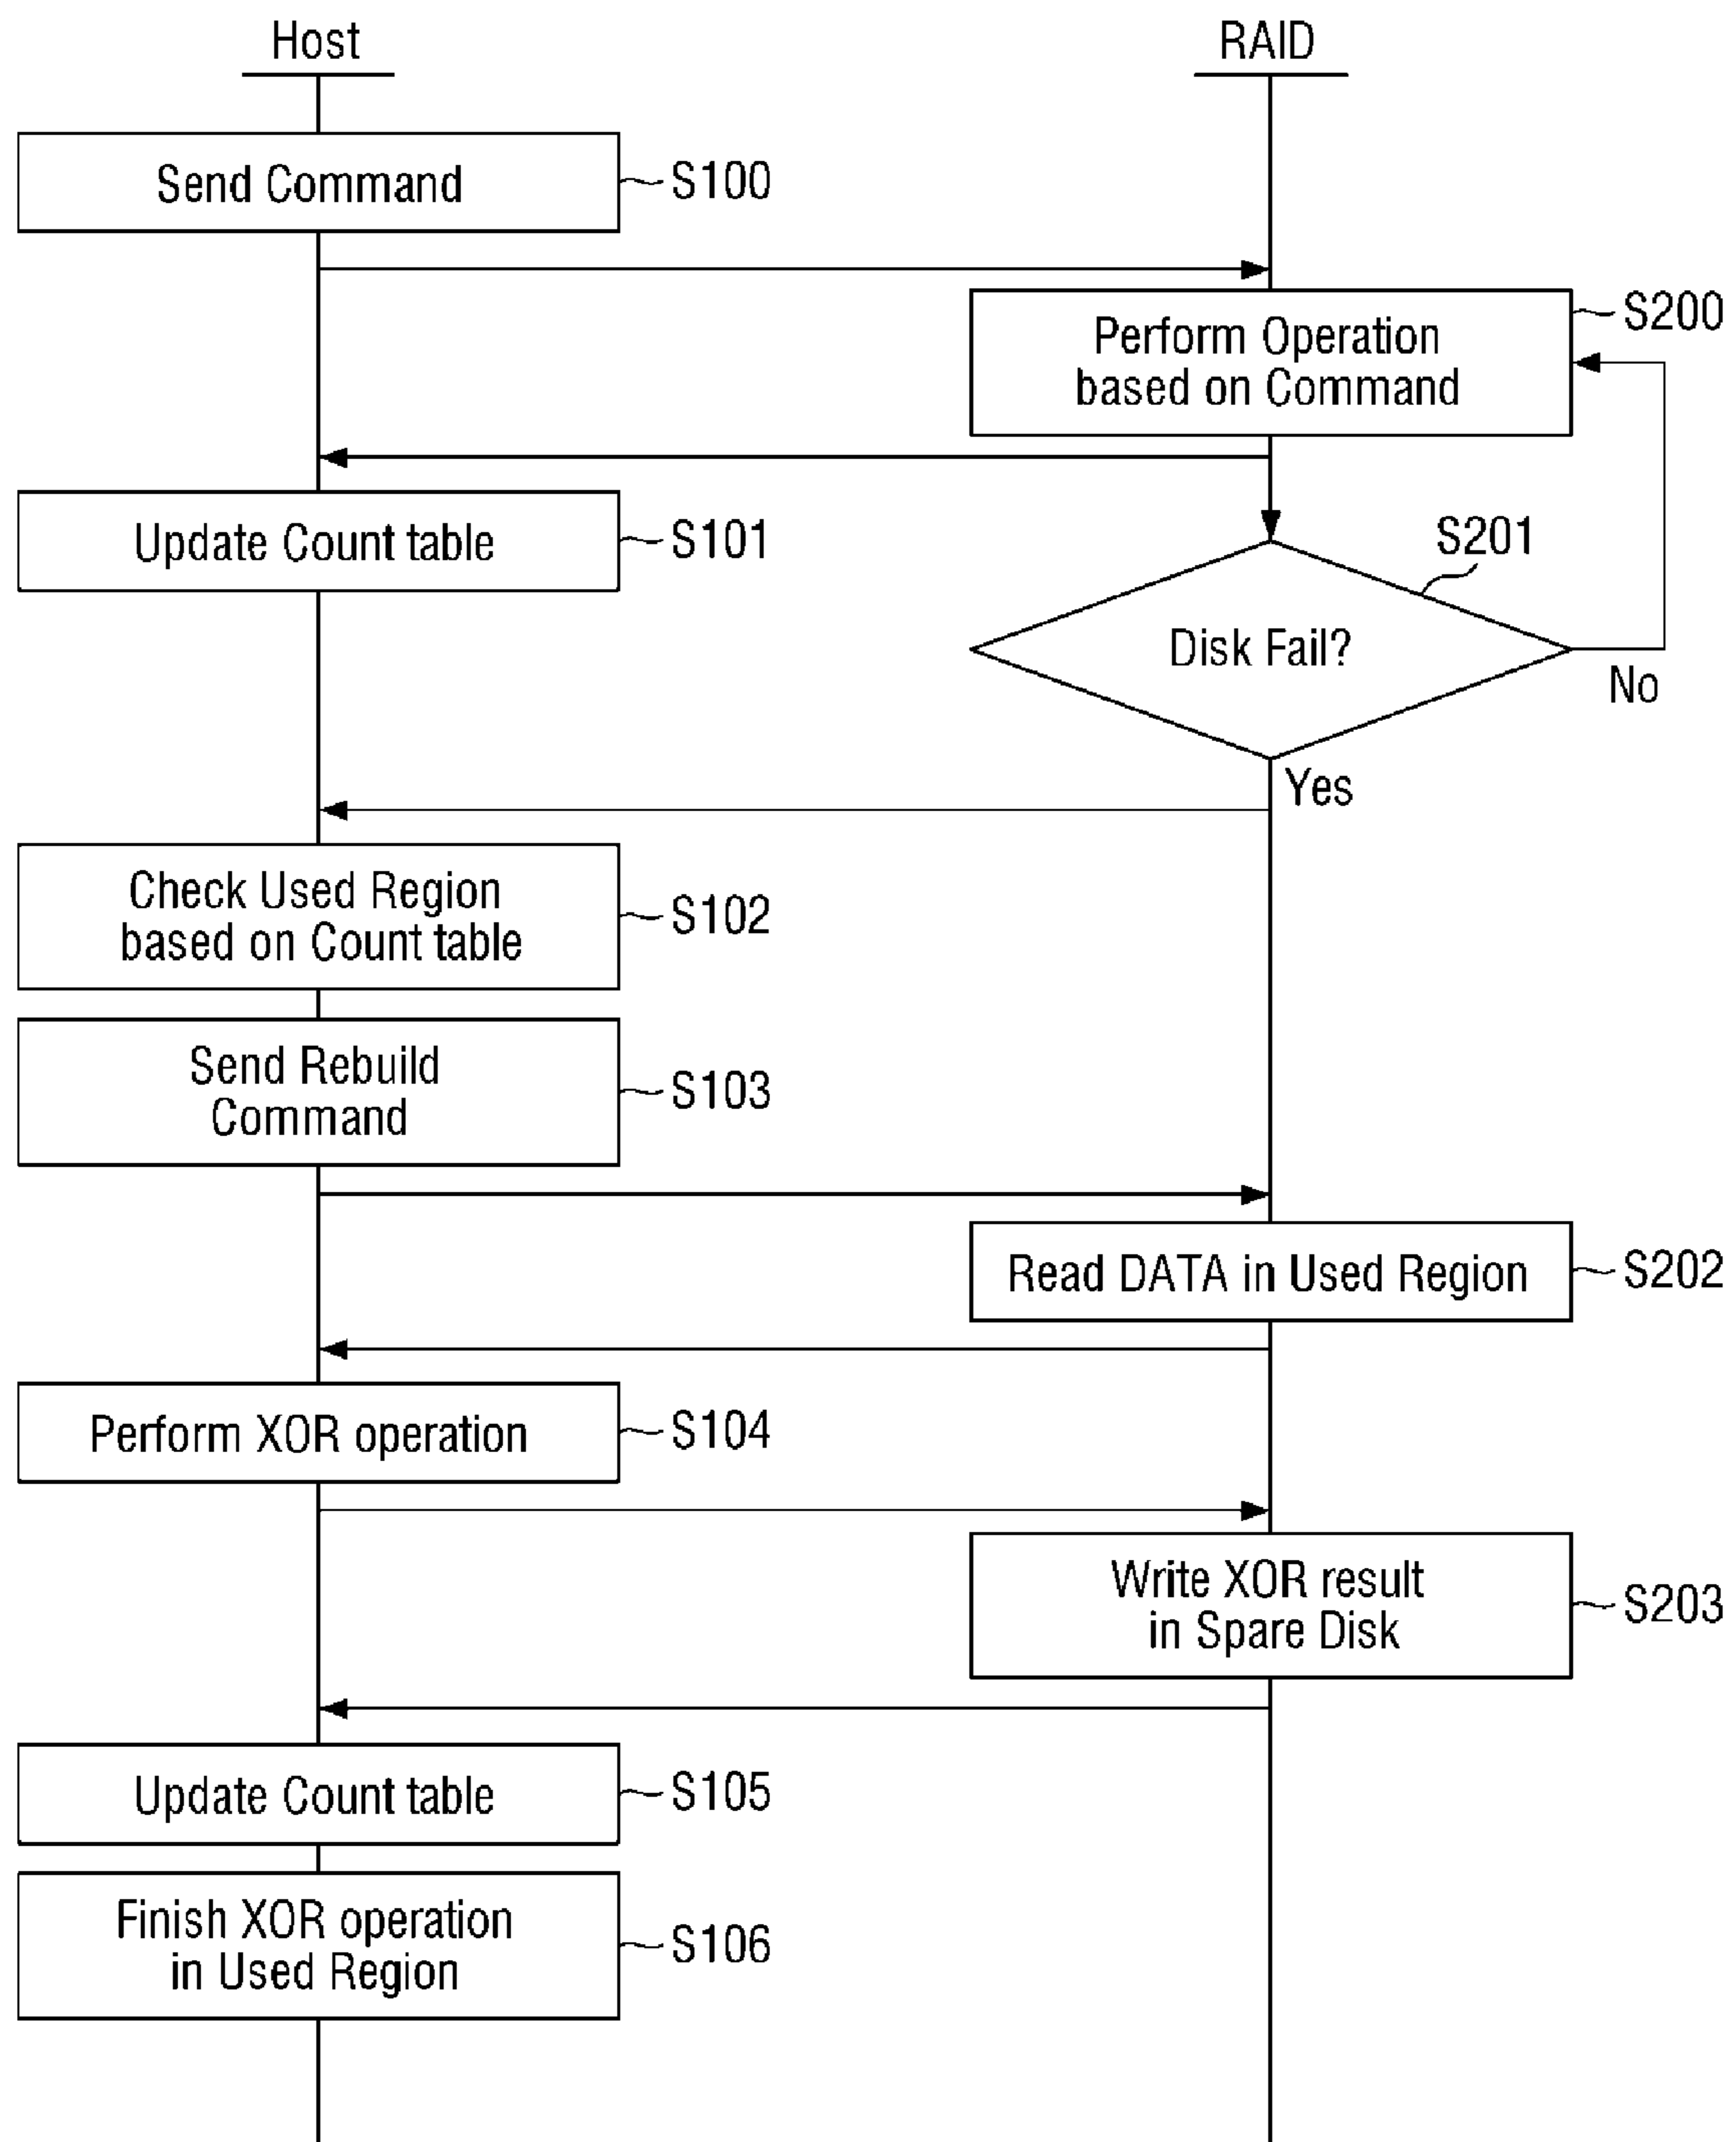 Host
RAID
Send Command
S100
Perform Operation
based on Command
S200
Update Count table
S101
S201
Disk Fail?
No
Yes
Check Used Region
based on Count table
S102
Send Rebuild
Command
S103
Read DATA in Used Region
S202
Perform XOR operation
S104
Write XOR result
in Spare Disk
S203
Update Count table
S105
Finish XOR operation
in Used Region
S106